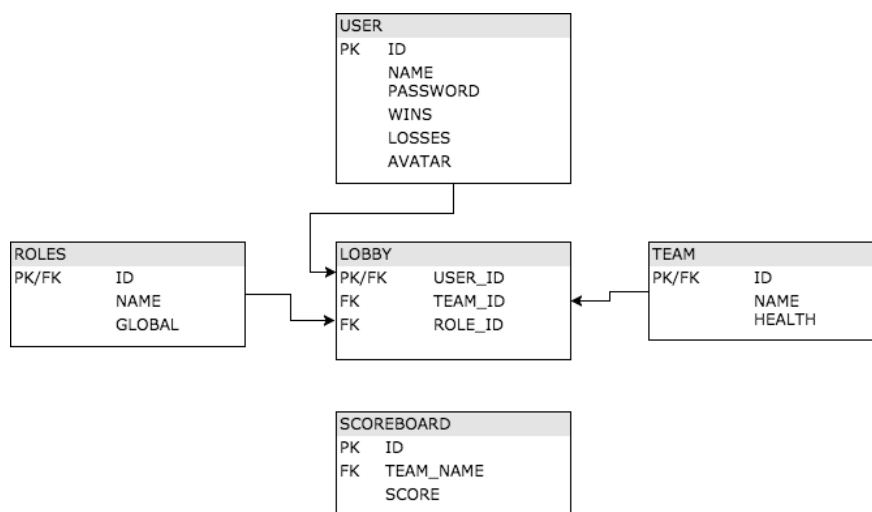 USER
PK ID
NAME
PASSWORD
WINS
LOSSES
AVATAR
ROLES
PK/FK ID
NAME
GLOBAL
LOBBY
PK/FK USER_ID
FK TEAM_ID
FK ROLE_ID
TEAM
PK/FK ID
NAME
HEALTH
SCOREBOARD
PK ID
FK TEAM_NAME
SCORE